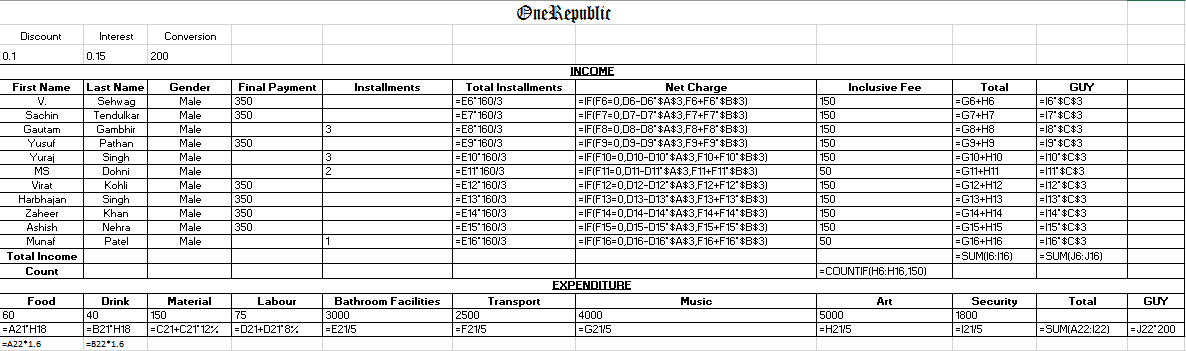 OneRepublic
Discount Interest Conversion
0.1 0.15 200
INCOME
First Name Last Name Gender Final Payment Installments Total Installments Net Charge Inclusive Fee Total GUY
V. Sehwag Male 350 =E6*160/3 =IF(F6=0,D6-D6*$A$3,F6+F6*$B$3) 150 =G6+H6 =I6*$C$3
Sachin Tendulkar Male 350 =E7*160/3 =IF(F7=0,D7-D7*$A$3,F7+F7*$B$3) 150 =G7+H7 =I7*$C$3
Gautam Gambhir Male 3 =E8*160/3 =IF(F8=0,D8-D8*$A$3,F8+F8*$B$3) 150 =G8+H8 =I8*$C$3
Yusuf Pathan Male 350 =E9*160/3 =IF(F9=0,D9-D9*$A$3,F9+F9*$B$3) 150 =G9+H9 =I9*$C$3
Yuraj Singh Male 3 =E10*160/3 =IF(F10=0,D10-D10*$A$3,F10+F10*$B$3) 150 =G10+H10 =I10*$C$3
MS Dohni Male 2 =E11*160/3 =IF(F11=0,D11-D11*$A$3,F11+F11*$B$3) 50 =G11+H11 =I11*$C$3
Virat Kohli Male 350 =E12*160/3 =IF(F12=0,D12-D12*$A$3,F12+F12*$B$3) 150 =G12+H12 =I12*$C$3
Harbhajan Singh Male 350 =E13*160/3 =IF(F13=0,D13-D13*$A$3,F13+F13*$B$3) 150 =G13+H13 =I13*$C$3
Zaheer Khan Male 350 =E14*160/3 =IF(F14=0,D14-D14*$A$3,F14+F14*$B$3) 150 =G14+H14 =I14*$C$3
Ashish Nehra Male 350 =E15*160/3 =IF(F15=0,D15-D15*$A$3,F15+F15*$B$3) 150 =G15+H15 =I15*$C$3
Munaf Patel Male 1 =E16*160/3 =IF(F16=0,D16-D16*$A$3,F16+F16*$B$3) 50 =G16+H16 =I16*$C$3
Total Income =SUM(I6:I16) =SUM(J6:J16)
Count =COUNTIF(H6:H16,150)
EXPENDITURE
Food Drink Material Labour Bathroom Facilities Transport Music Art Security Total GUY
60 40 150 75 3000 2500 4000 5000 1800
=A21*H18 =B21*H18 =C21+C21*12% =D21+D21*8% =E21/5 =F21/5 =G21/5 =H21/5 =I21/5 =SUM(A22:I22) =J22*200
=A22*1.6 =B22*1.6